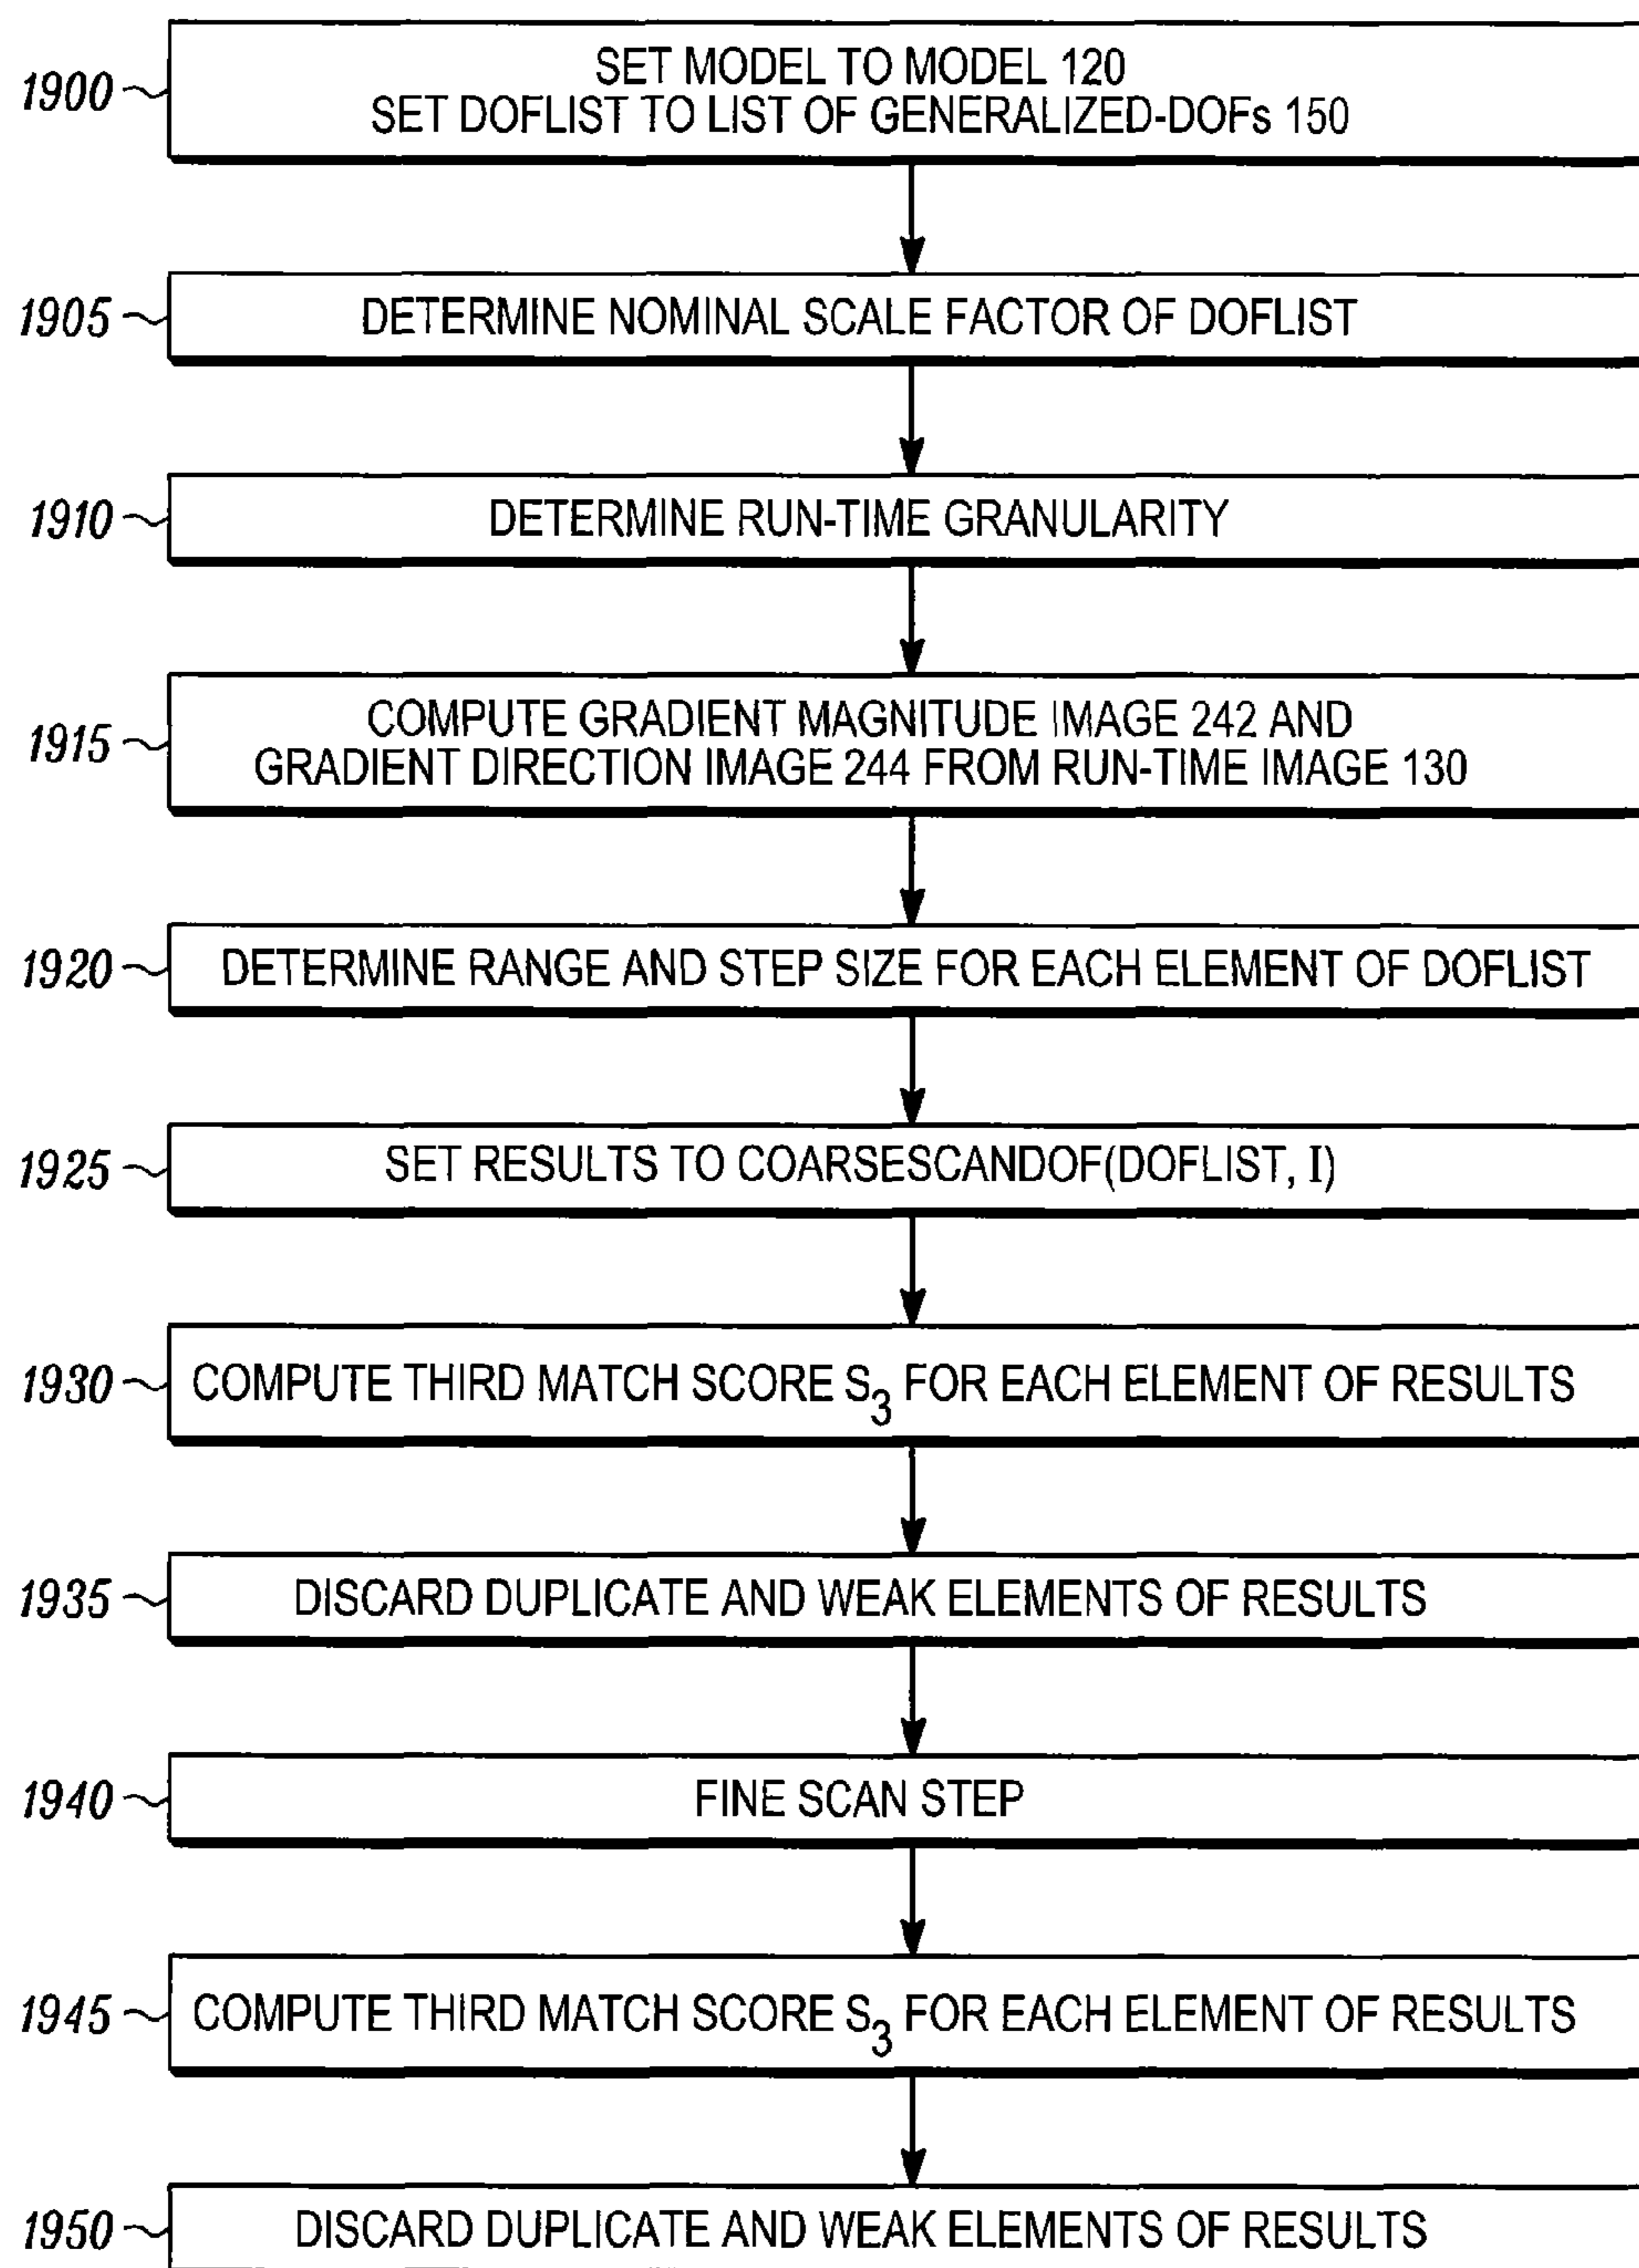 1900
SET MODEL TO MODEL 120
SET DOFLIST TO LIST OF GENERALIZED-DOFs 150
1905
DETERMINE NOMINAL SCALE FACTOR OF DOFLIST
1910
DETERMINE RUN-TIME GRANULARITY
1915
COMPUTE GRADIENT MAGNITUDE IMAGE 242 AND
GRADIENT DIRECTION IMAGE 244 FROM RUN-TIME IMAGE 130
1920
DETERMINE RANGE AND STEP SIZE FOR EACH ELEMENT OF DOFLIST
1925
SET RESULTS TO COARSESCANDOF(DOFLIST, I)
1930
COMPUTE THIRD MATCH SCORE S3 FOR EACH ELEMENT OF RESULTS
1935
DISCARD DUPLICATE AND WEAK ELEMENTS OF RESULTS
1940
FINE SCAN STEP
1945
COMPUTE THIRD MATCH SCORE S3 FOR EACH ELEMENT OF RESULTS
1950
DISCARD DUPLICATE AND WEAK ELEMENTS OF RESULTS